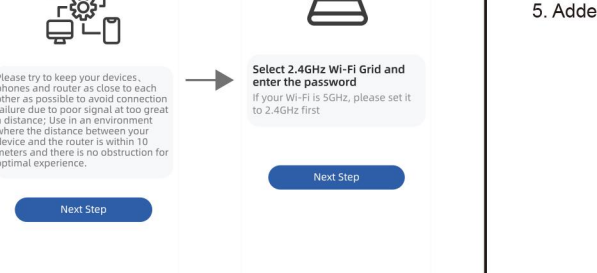 Please try to keep your devices、
phones and router as close to each
other as possible to avoid connection
failure due to poor signal at too great
a distance; Use in an environment
where the distance between your
device and the router is within 10
meters and there is no obstruction for
optimal experience.
Next Step
Select 2.4GHz Wi-Fi Grid and
enter the password
If your Wi-Fi is 5GHz, please set it
to 2.4GHz first
Next Step
5. Adde